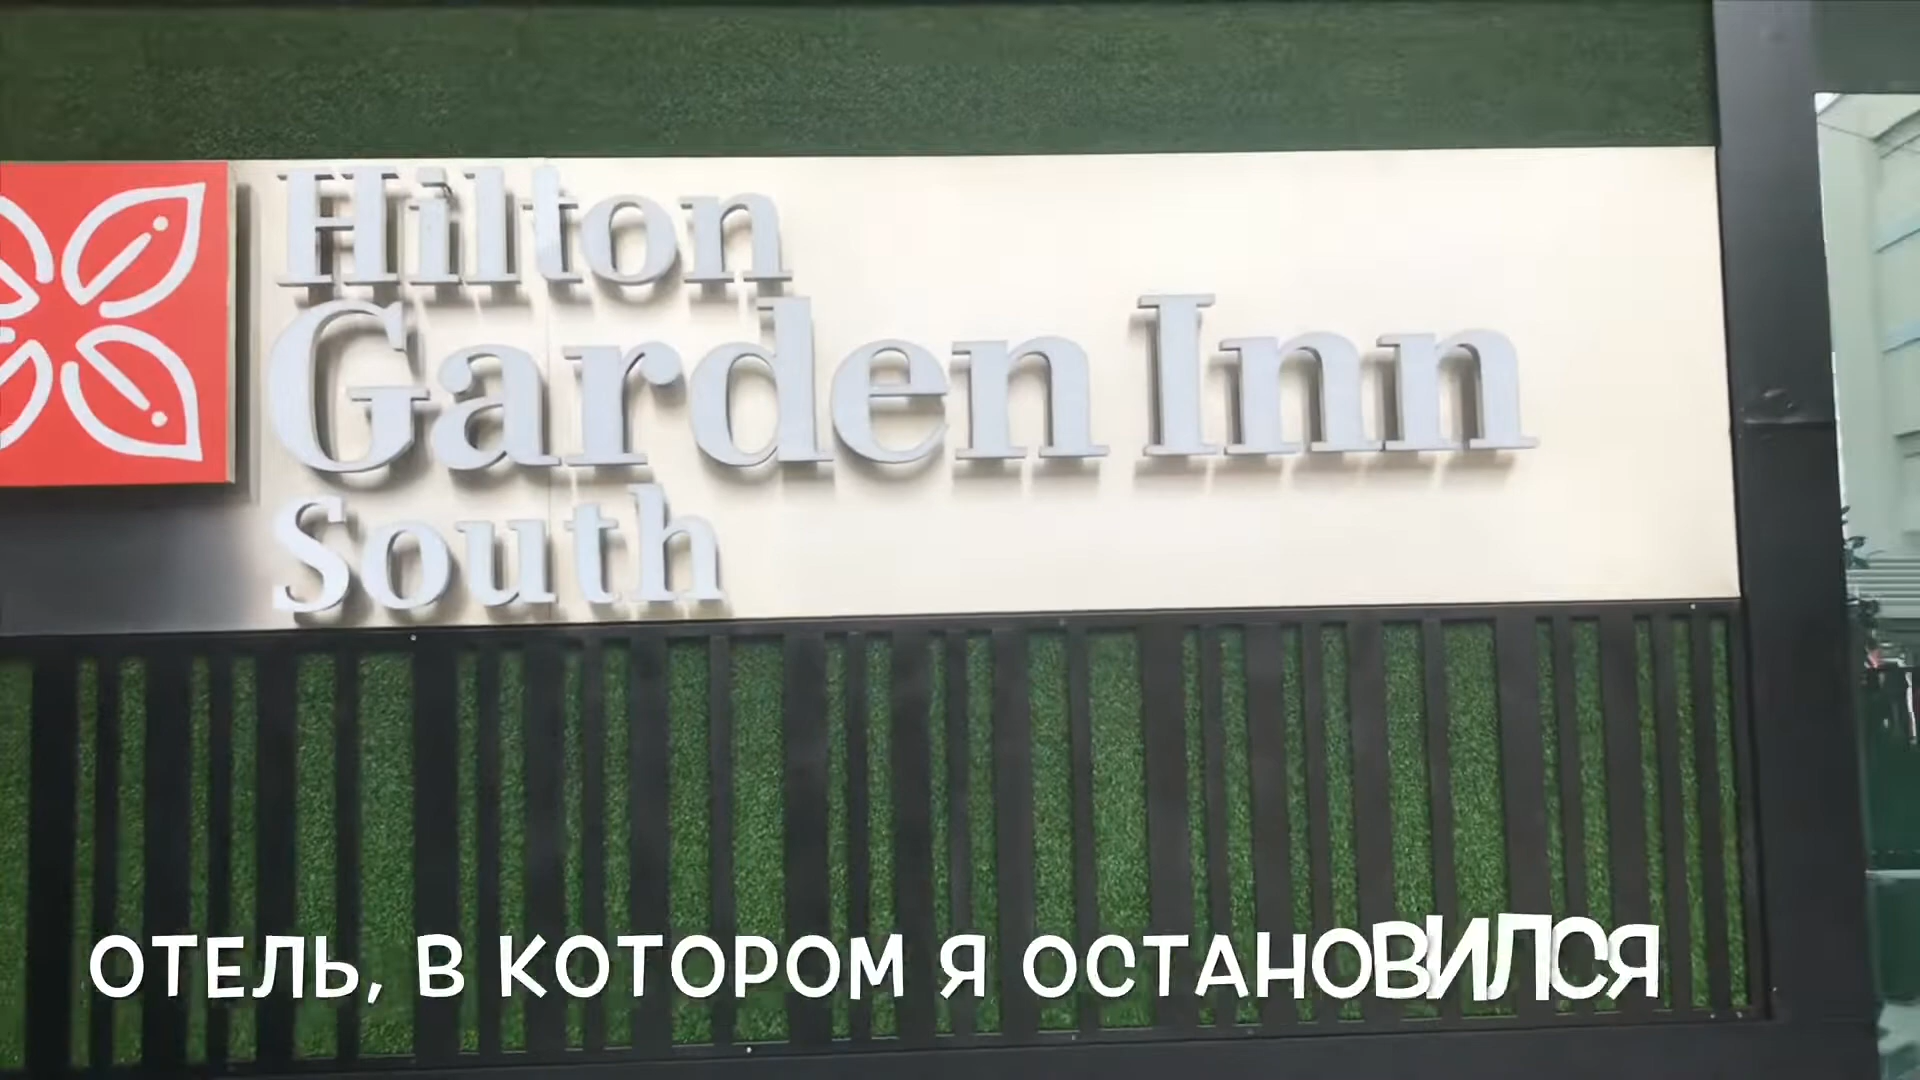 Hilton
Garden Inn
South
ОТЕЛЬ, В КОТОРОМ Я ОСТАНОВИЛСЯ